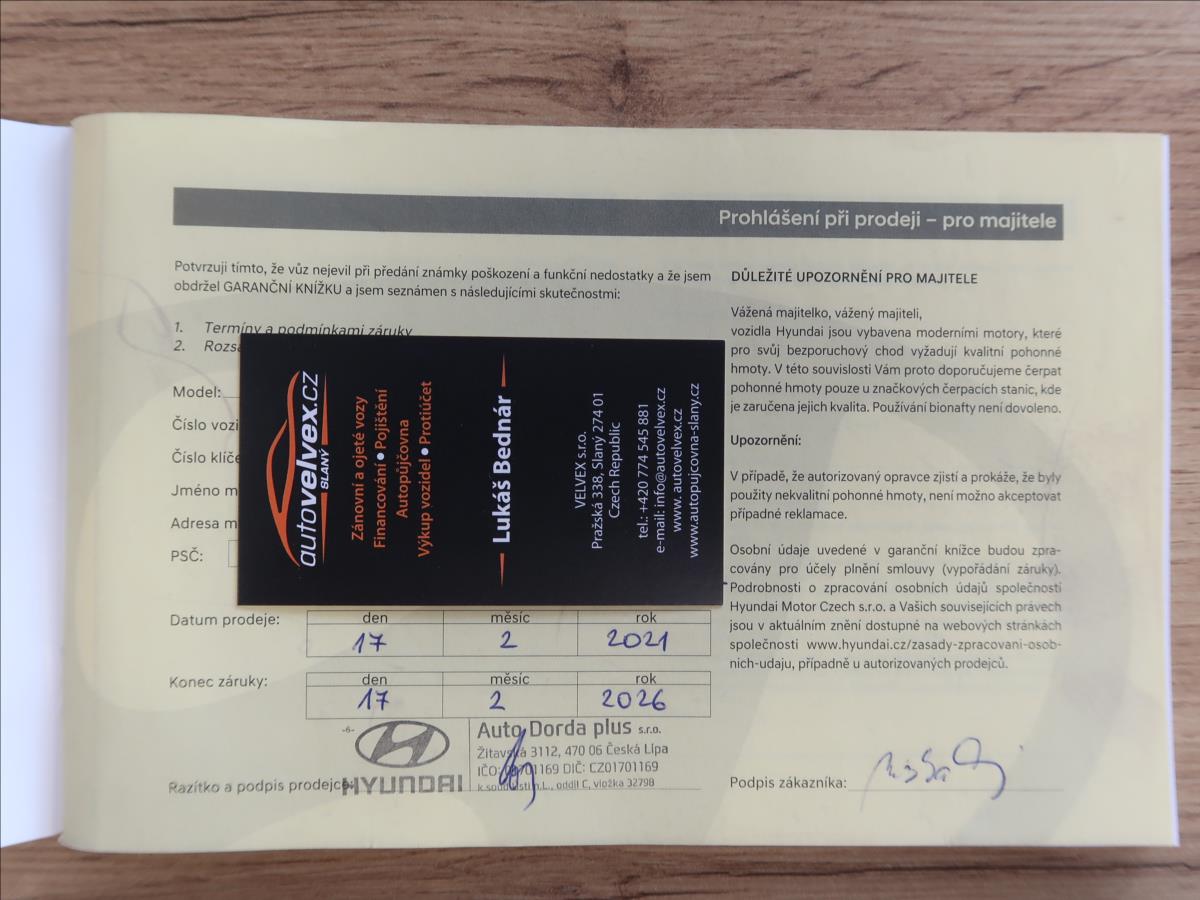 Prohlášení při prodeji – pro majitele
Potvrzuji tímto, že vůz nejevil při předání známky poškození a funkční nedostatky a že jsem
obdržel GARANČNÍ KNÍŽKU a jsem seznámen s následujícími skutečnostmi:
1. Termíny a podmínkami záruky
2.
Model:
Číslo
Číslo
Jméno
Adresa
PSČ:
autovelvex.cz
SLANÝ
Zánovní a ojeté vozy
Financování • Pojištění
Autopůjčovna
Výkup vozidel • Protiúčet
Lukáš Bednár
VELVEX s.r.o.
Pražská 338, Slaný 274 01
Czech Republic
tel.: +420 774 545 881
e-mail: info@autovelvex.cz
www. autovelvex.cz
www.autopujcovna-slany.cz
Datum prodeje:
den měsíc rok
17 2 2021
Konec záruky:
den měsíc rok
17 2 2026
-6-
HYUNDAI
Auto Dorda plus s.r.o.
Žitavská 3112, 470 06 Česká Lípa
IČO: 01701169 DIČ: CZ01701169
oddíl C, vložka 32798
Razítko a podpis prodejce:
DŮLEŽITÉ UPOZORNĚNÍ PRO MAJITELE
Vážená majitelko, vážený majiteli,
vozidla Hyundai jsou vybavena moderními motory, které
pro svůj bezporuchový chod vyžadují kvalitní pohonné
hmoty. V této souvislosti Vám proto doporučujeme čerpat
pohonné hmoty pouze u značkových čerpacích stanic, kde
je zaručena jejich kvalita. Používání bionafty není dovoleno.
Upozornění:
V případě, že autorizovaný opravce zjistí a prokáže, že byly
použity nekvalitní pohonné hmoty, není možno akceptovat
případné reklamace.
Osobní údaje uvedené v garanční knížce budou zpra-
covány pro účely plnění smlouvy (vypořádání záruky).
Podrobnosti o zpracování osobních údajů společností
Hyundai Motor Czech s.r.o. a Vašich souvisejících právech
jsou v aktuálním znění dostupné na webových stránkách
společnosti www.hyundai.cz/zasady-zpracovani-osob-
nich-udaju, případně u autorizovaných prodejců.
Podpis zákazníka: